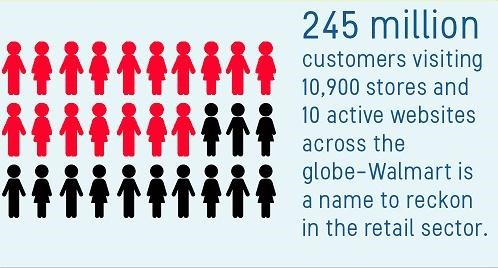 245 million
customers visiting
10,900 stores and
10 active websites
across the
globe-Walmart is
a name to reckon
in the retail sector.